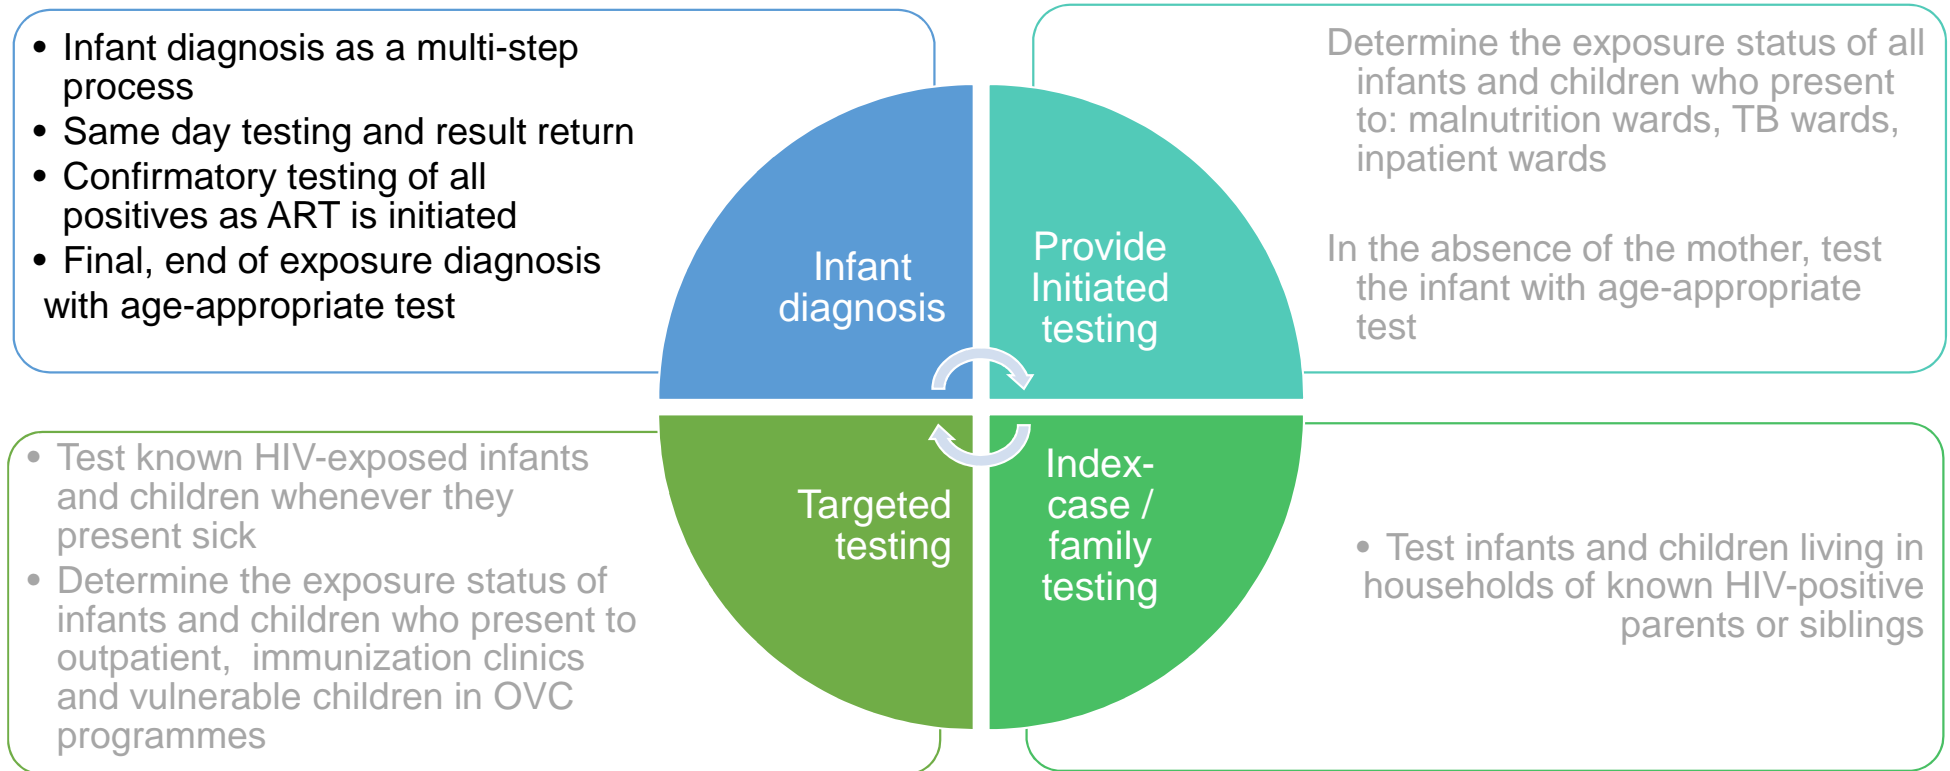 • Infant diagnosis as a multi-step
process
• Same day testing and result return
• Confirmatory testing of all
positives as ART is initiated
• Final, end of exposure diagnosis
with age-appropriate test
Determine the exposure status of all
infants and children who present
to: malnutrition wards, TB wards,
inpatient wards
In the absence of the mother, test
the infant with age-appropriate
test
Infant
diagnosis
Provide
Initiated
testing
Targeted
testing
Index-
case /
family
testing
• Test known HIV-exposed infants
and children whenever they
present sick
• Determine the exposure status of
infants and children who present to
outpatient, immunization clinics
and vulnerable children in OVC
programmes
• Test infants and children living in
households of known HIV-positive
parents or siblings